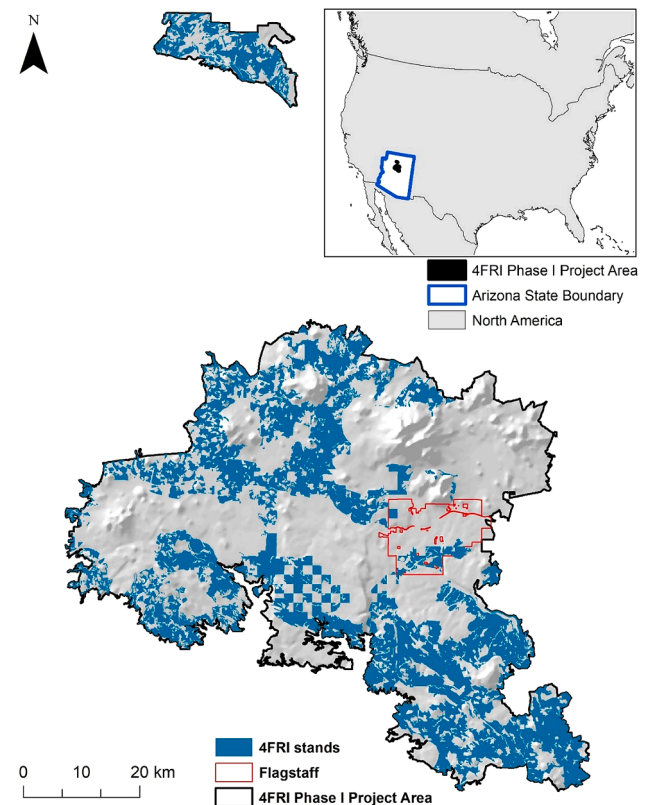 N
4FRI Phase I Project Area
Arizona State Boundary
North America
4FRI stands
Flagstaff
4FRI Phase I Project Area
0 10 20 km